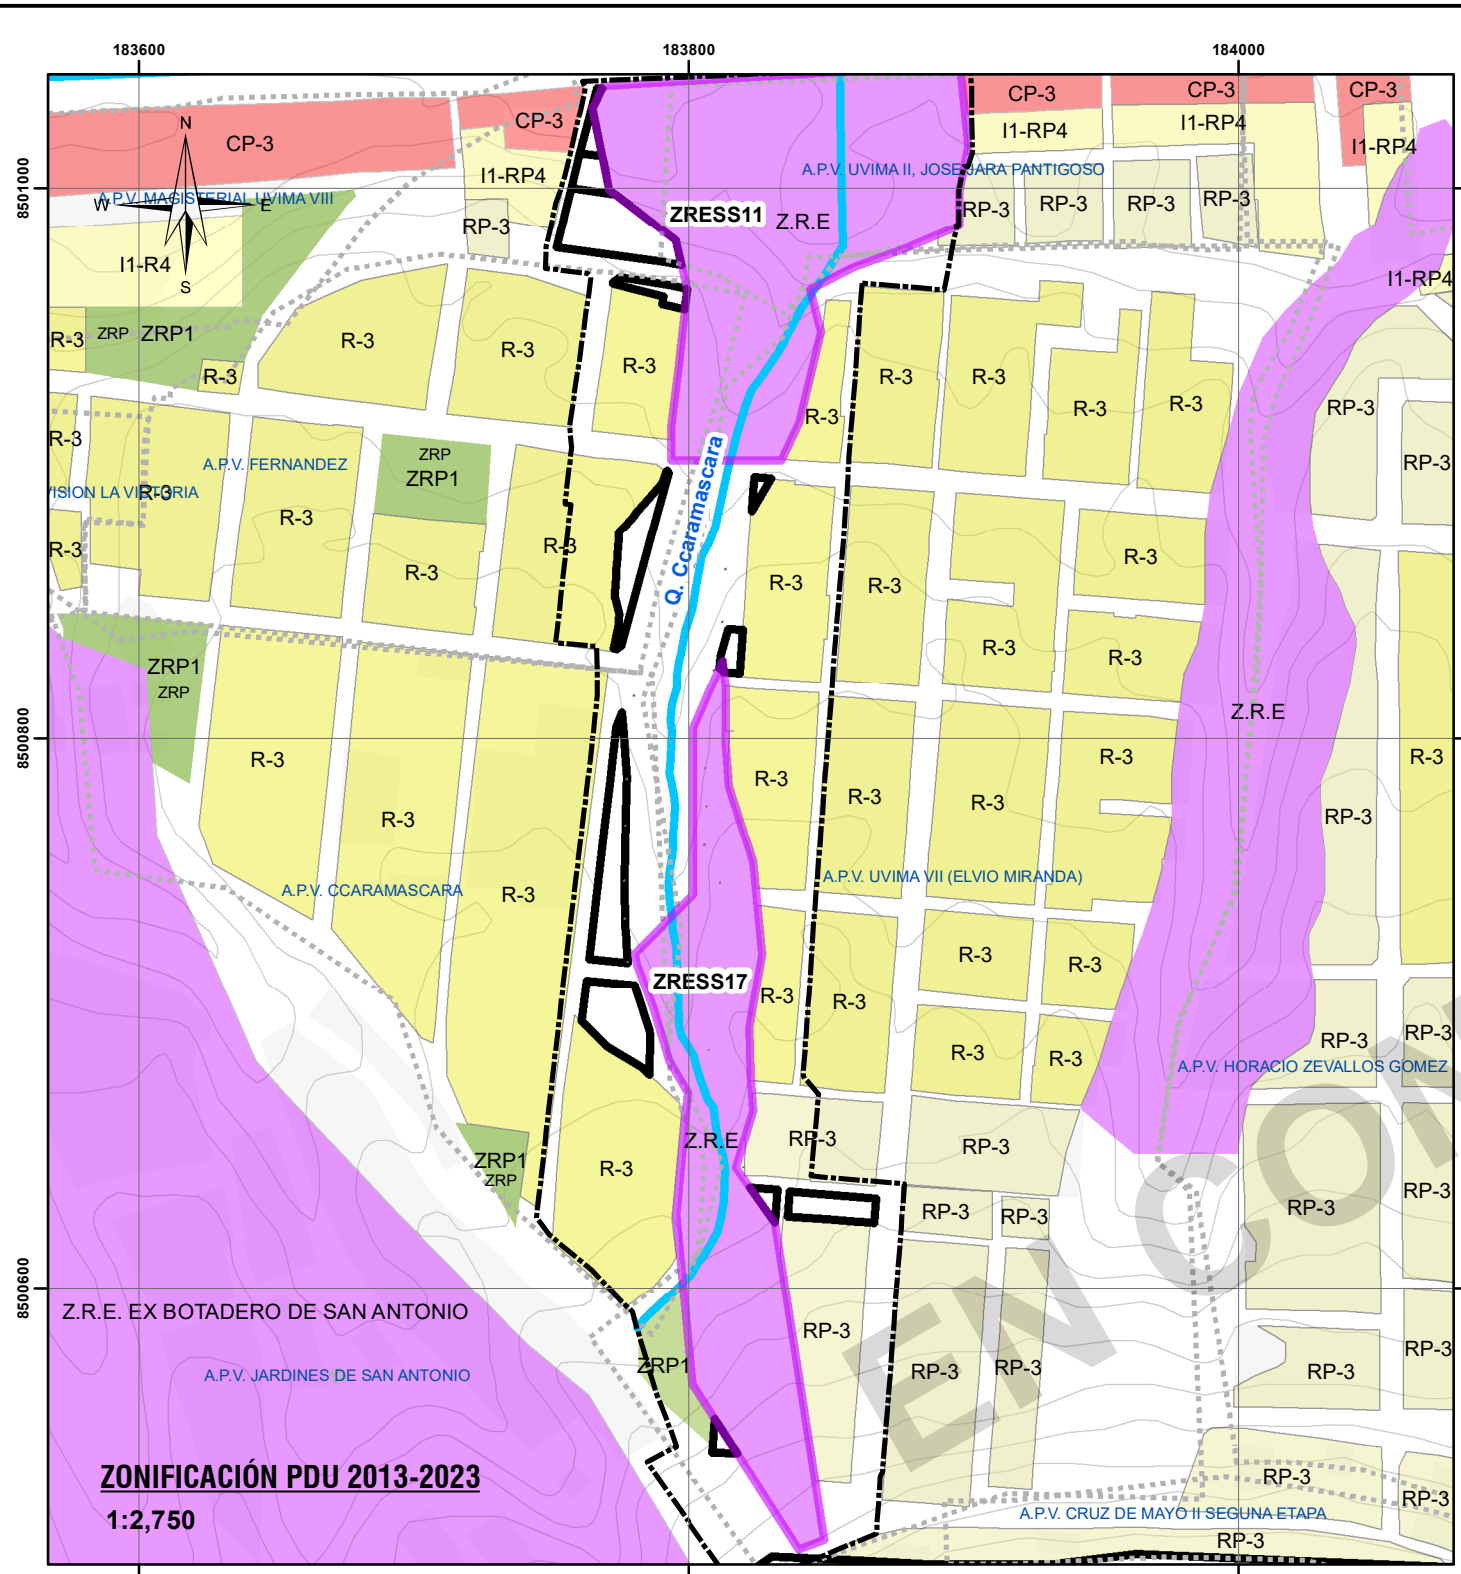 183600 183800 184000
8501000
8500800
8500600
CP-3 CP-3 CP-3 CP-3 CP-3
I1-RP4 I1-RP4 I1-RP4 I1-RP4
N
W E
S
A.P.V. MAGISTERIAL UVIMA VIII
A.P.V. UVIMA II, JOSE JARA PANTIGOSO
RP-3 RP-3 RP-3 RP-3 RP-3
ZRESS11
Z.R.E
I1-R4
I1-RP4
R-3 ZRP ZRP1 R-3 R-3 R-3 R-3 R-3 R-3
R-3 R-3 R-3 R-3 RP-3
R-3 ZRP
ZRP1
A.P.V. FERNANDEZ
RP-3
VISION LA VICTORIA
R-3
Q. Ccaramascara
R-3 R-3 R-3 R-3
R-3 R-3 R-3
R-3 R-3
ZRP1
ZRP
Z.R.E
R-3 R-3 R-3 R-3 R-3 R-3
R-3 RP-3
A.P.V. CCARAMASCARA
R-3
A.P.V. UVIMA VII (ELVIO MIRANDA)
R-3 R-3
ZRESS17
R-3 R-3
R-3 R-3 RP-3 RP-3
A.P.V. HORACIO ZEVALLOS GOMEZ
Z.R.E
RP-3 RP-3
ZRP1
ZRP
R-3
RP-3 RP-3 RP-3 RP-3
Z.R.E. EX BOTADERO DE SAN ANTONIO
RP-3
RP-3
ZRP1
RP-3 RP-3 RP-3
A.P.V. JARDINES DE SAN ANTONIO
EN CON
ZONIFICACIÓN PDU 2013-2023
1:2,750
RP-3
RP-3
A.P.V. CRUZ DE MAYO II SEGUNA ETAPA
RP-3